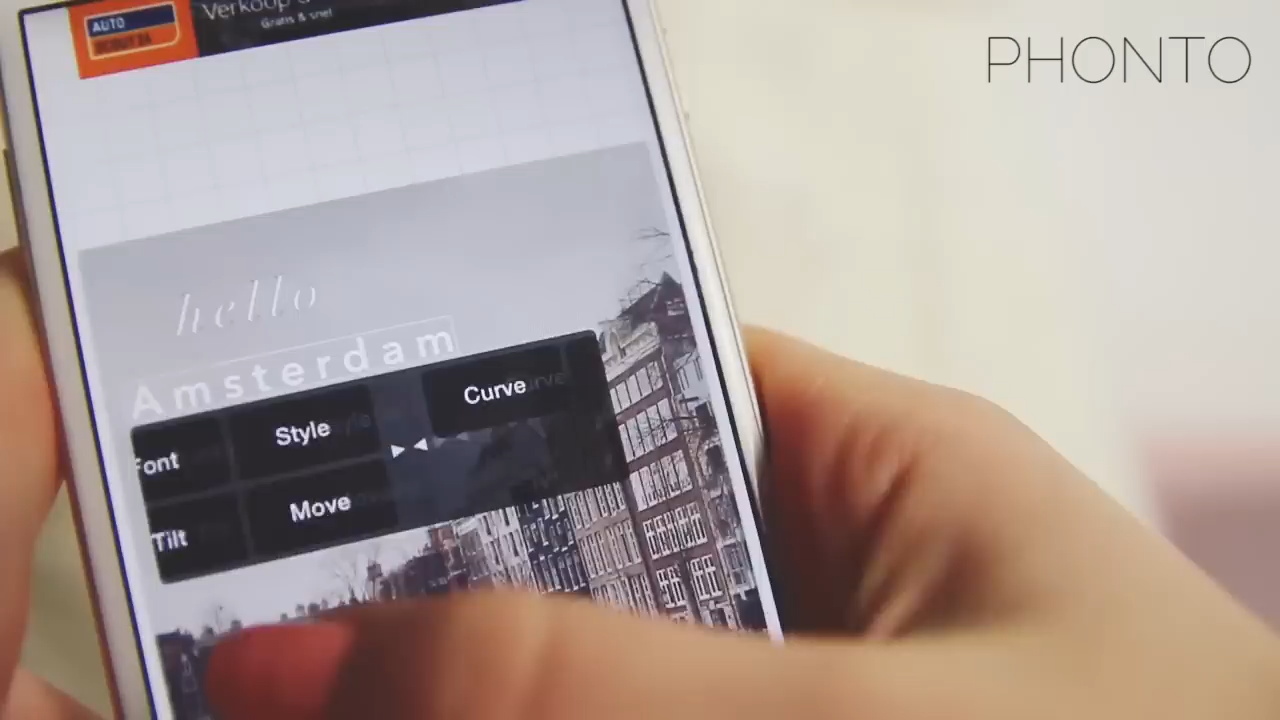 PHONTO
AUTO
Verkoop
Gratis & snel
hello
Amsterdam
Font
Style
Curve
Tilt
Move